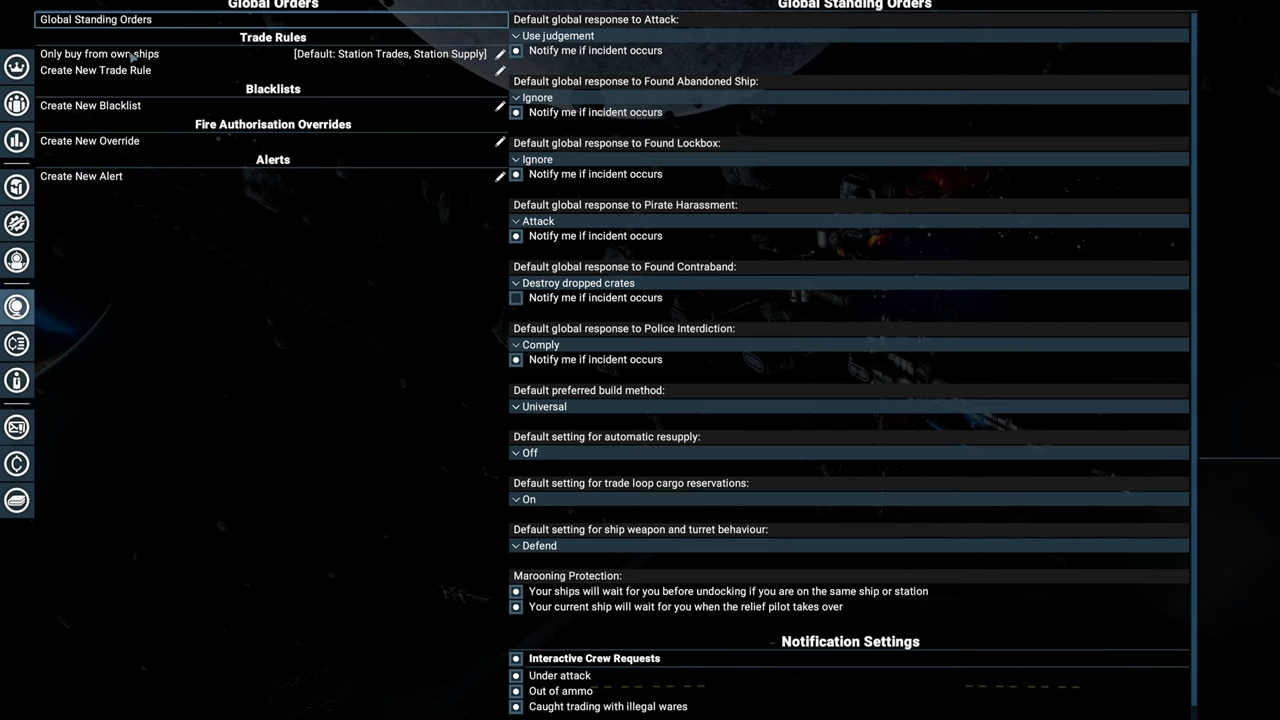 Global Orders
Global Standing Orders
Trade Rules
Only buy from own ships [Default: Station Trades, Station Supply]
Create New Trade Rule
Blacklists
Create New Blacklist
Fire Authorisation Overrides
Create New Override
Alerts
Create New Alert
Global Standing Orders
Default global response to Attack:
Use judgement
Notify me if incident occurs
Default global response to Found Abandoned Ship:
Ignore
Notify me if incident occurs
Default global response to Found Lockbox:
Ignore
Notify me if incident occurs
Default global response to Pirate Harassment:
Attack
Notify me if incident occurs
Default global response to Found Contraband:
Destroy dropped crates
Notify me if incident occurs
Default global response to Police Interdiction:
Comply
Notify me if incident occurs
Default preferred build method:
Universal
Default setting for automatic resupply:
Off
Default setting for trade loop cargo reservations:
On
Default setting for ship weapon and turret behaviour:
Defend
Marooning Protection:
Your ships will wait for you before undocking if you are on the same ship or station
Your current ship will wait for you when the relief pilot takes over
Notification Settings
Interactive Crew Requests
Under attack
Out of ammo
Caught trading with illegal wares